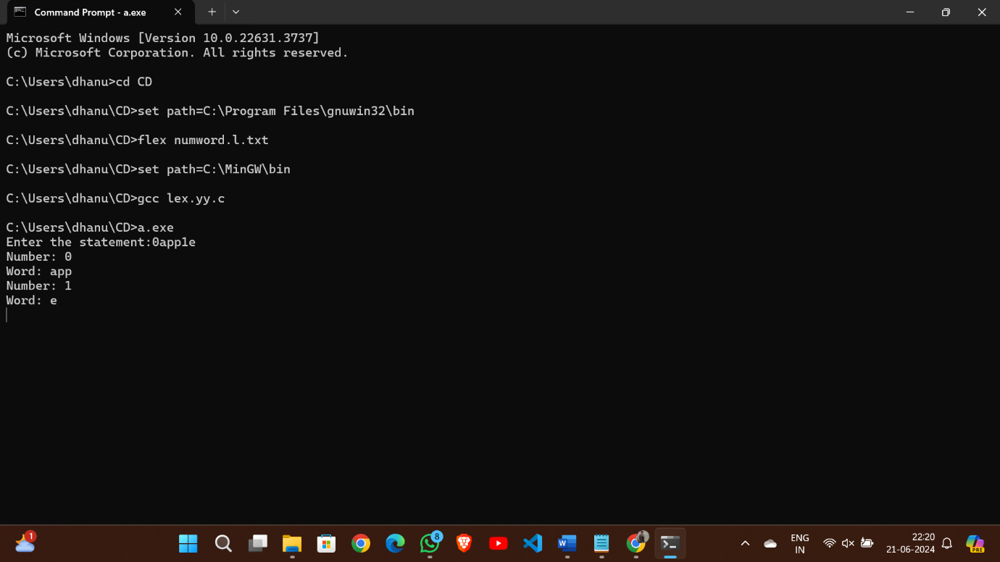 Command Prompt - a.exe
Microsoft Windows [Version 10.0.22631.3737]
(c) Microsoft Corporation. All rights reserved.
C:\Users\dhanu>cd CD
C:\Users\dhanu\CD>set path=C:\Program Files\gnuwin32\bin
C:\Users\dhanu\CD>flex numword.l.txt
C:\Users\dhanu\CD>set path=C:\MinGW\bin
C:\Users\dhanu\CD>gcc lex.yy.c
C:\Users\dhanu\CD>a.exe
Enter the statement:0app1e
Number: 0
Word: app
Number: 1
Word: e
1
8
W
ENG
IN
22:20
21-06-2024
PRE